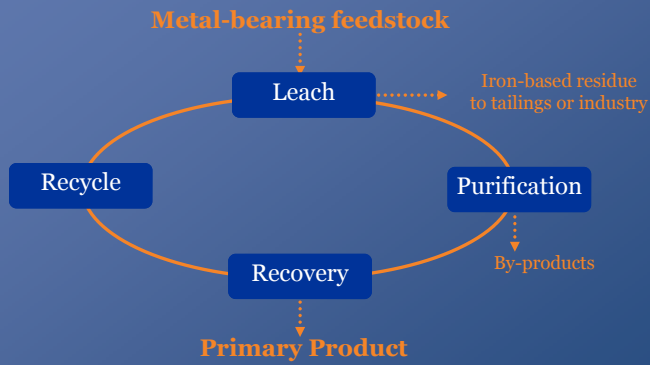 Metal-bearing feedstock
Leach
Iron-based residue
to tailings or industry
Recycle
Purification
Recovery
By-products
Primary Product